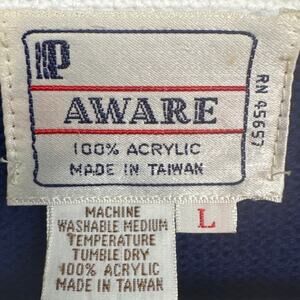 P
AWARE
100% ACRYLIC
MADE IN TAIWAN
RN 45657
MACHINE
WASHABLE MEDIUM
TEMPERATURE
TUMBLE DRY
100% ACRYLIC
MADE IN TAIWAN
L